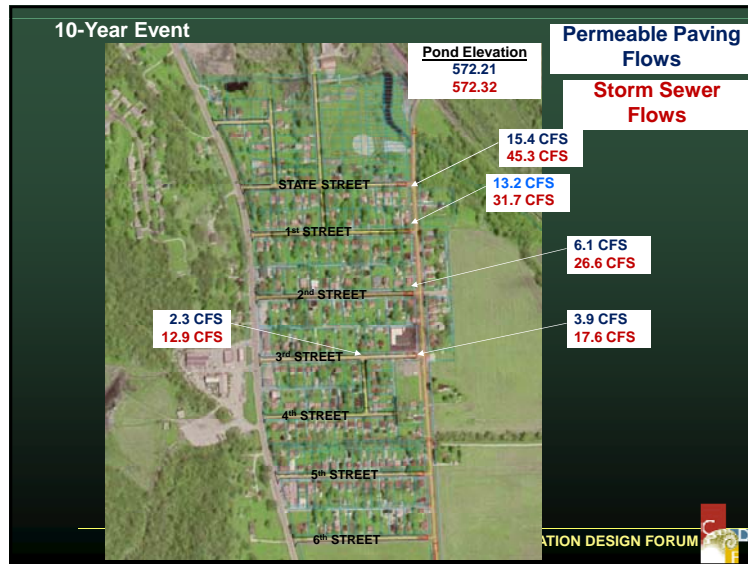 10-Year Event
Pond Elevation
572.21
572.32
Permeable Paving
Flows
Storm Sewer
Flows
15.4 CFS
45.3 CFS
STATE STREET
13.2 CFS
31.7 CFS
1st STREET
6.1 CFS
26.6 CFS
2nd STREET
2.3 CFS
12.9 CFS
3.9 CFS
17.6 CFS
3rd STREET
4th STREET
5th STREET
6th STREET
ATION DESIGN FORUM
C
D
F